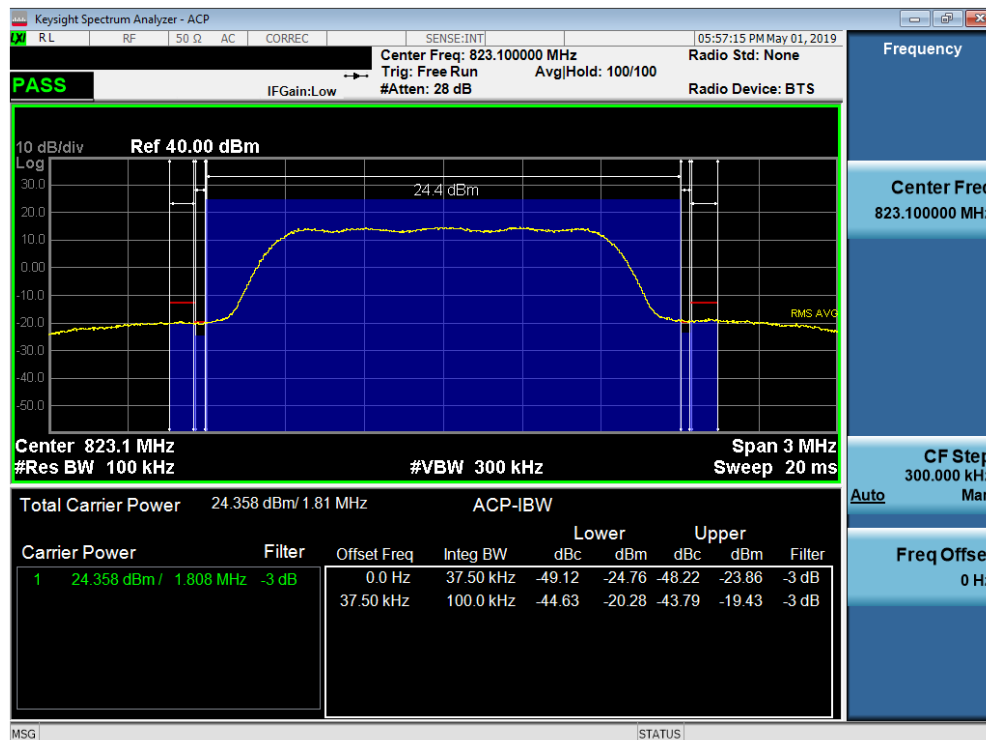 Keysight Spectrum Analyzer - ACP
LXI RL RF 50 Ω AC CORREC SENSE:INT 05:57:15 PM May 01, 2019
Center Freq: 823.100000 MHz Radio Std: None
Trig: Free Run Avg|Hold: 100/100
PASS IFGain:Low #Atten: 28 dB Radio Device: BTS
10 dB/div Ref 40.00 dBm
Log
30.0
24.4 dBm
20.0
10.0
0.00
-10.0
-20.0
RMS AVG
-30.0
-40.0
-50.0
Center 823.1 MHz Span 3 MHz
#Res BW 100 kHz #VBW 300 kHz Sweep 20 ms
Total Carrier Power 24.358 dBm/ 1.81 MHz ACP-IBW
Lower Upper
Carrier Power Filter Offset Freq Integ BW dBc dBm dBc dBm Filter
1 24.358 dBm / 1.808 MHz -3 dB 0.0 Hz 37.50 kHz -49.12 -24.76 -48.22 -23.86 -3 dB
37.50 kHz 100.0 kHz -44.63 -20.28 -43.79 -19.43 -3 dB
MSG STATUS
Frequency
Center Freq
823.100000 MHz
CF Step
300.000 kHz
Auto Man
Freq Offset
0 Hz